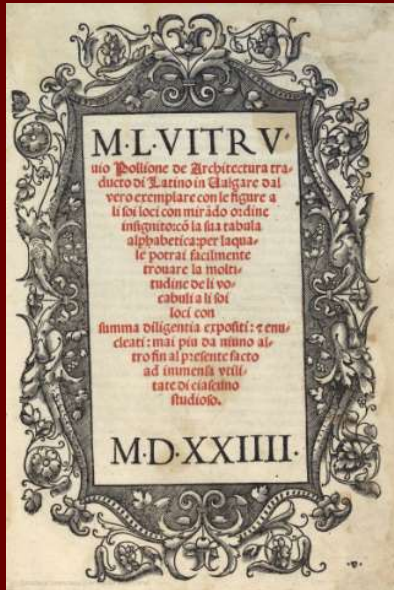 M·L·VITRV·
uio Pollione de Architectura tra-
ducto di Latino in Vulgare dal
vero exemplare con le figure a
li soi loci con mirãdo ordine
insignito: cõ la sua tabula
alphabetica: per laqua-
le potrai facilmente
trouare la molti-
tudine de li vo-
cabuli a li soi
loci con
summa diligentia expositi: ⁊ enu-
cleati: mai piu da niuno al-
tro fin al presente facto
ad immensa vtili-
tate di ciascuno
studioso.
M·D·XXIIII·